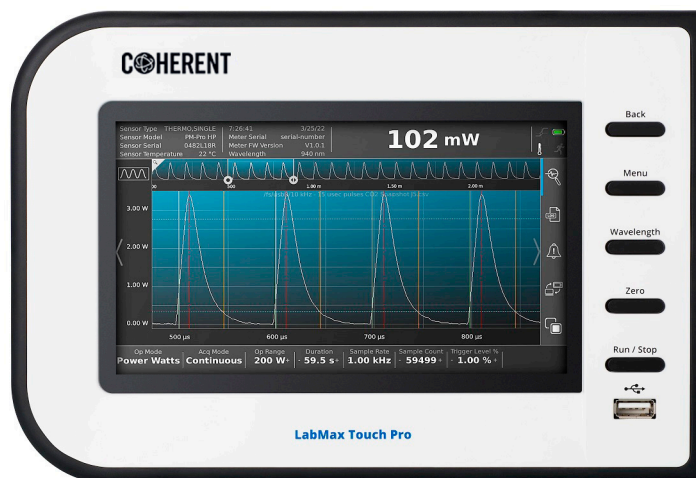 COHERENT
Sensor Type THERMO,SINGLE 7:26:41 3/25/22
Sensor Model PM-Pro HP Meter Serial serial-number
Sensor Serial 0482L18R Meter FW Version V1.0.1
Sensor Temperature 22 °C Wavelength 940 nm
102 mW
500 1.00 m 1.50 m 2.00 m
3.00 W
2.00 W
1.00 W
0.00 W
500 µs 600 µs 700 µs 800 µs
Op Mode Acq Mode Op Range Duration Sample Rate Sample Count Trigger Level %
Power Watts Continuous 200 W+ - 59.5 s+ 1.00 kHz - 59499 + - 1.00 % +
Back
Menu
Wavelength
Zero
Run / Stop
LabMax Touch Pro